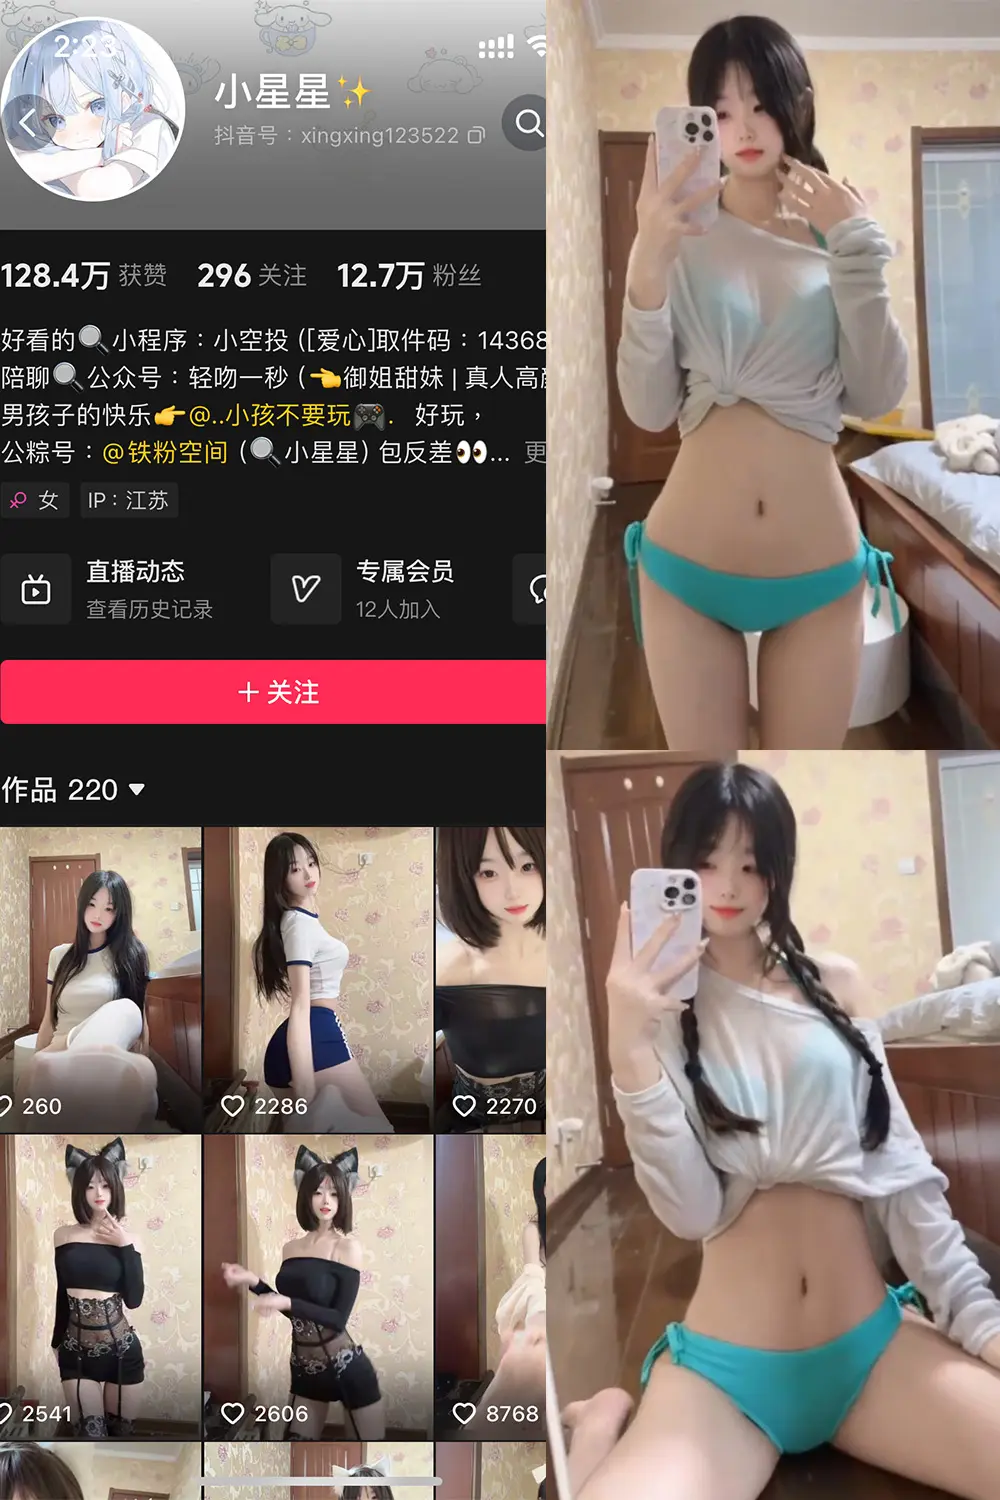 2:23
小星星✨
抖音号：xingxing123522
128.4万 获赞 296 关注 12.7万 粉丝
好看的🔍小程序：小空投 ([爱心]取件码：14368
陪聊🔍公众号：轻吻一秒 (👈御姐甜妹 | 真人高
男孩子的快乐👉@..小孩不要玩🎮. 好玩，
公粽号：@铁粉空间 (🔍小星星) 包反差👀... 更
女 IP：江苏
直播动态 专属会员
查看历史记录 12人加入
+ 关注
作品 220
260 2286 2270
2541 2606 8768